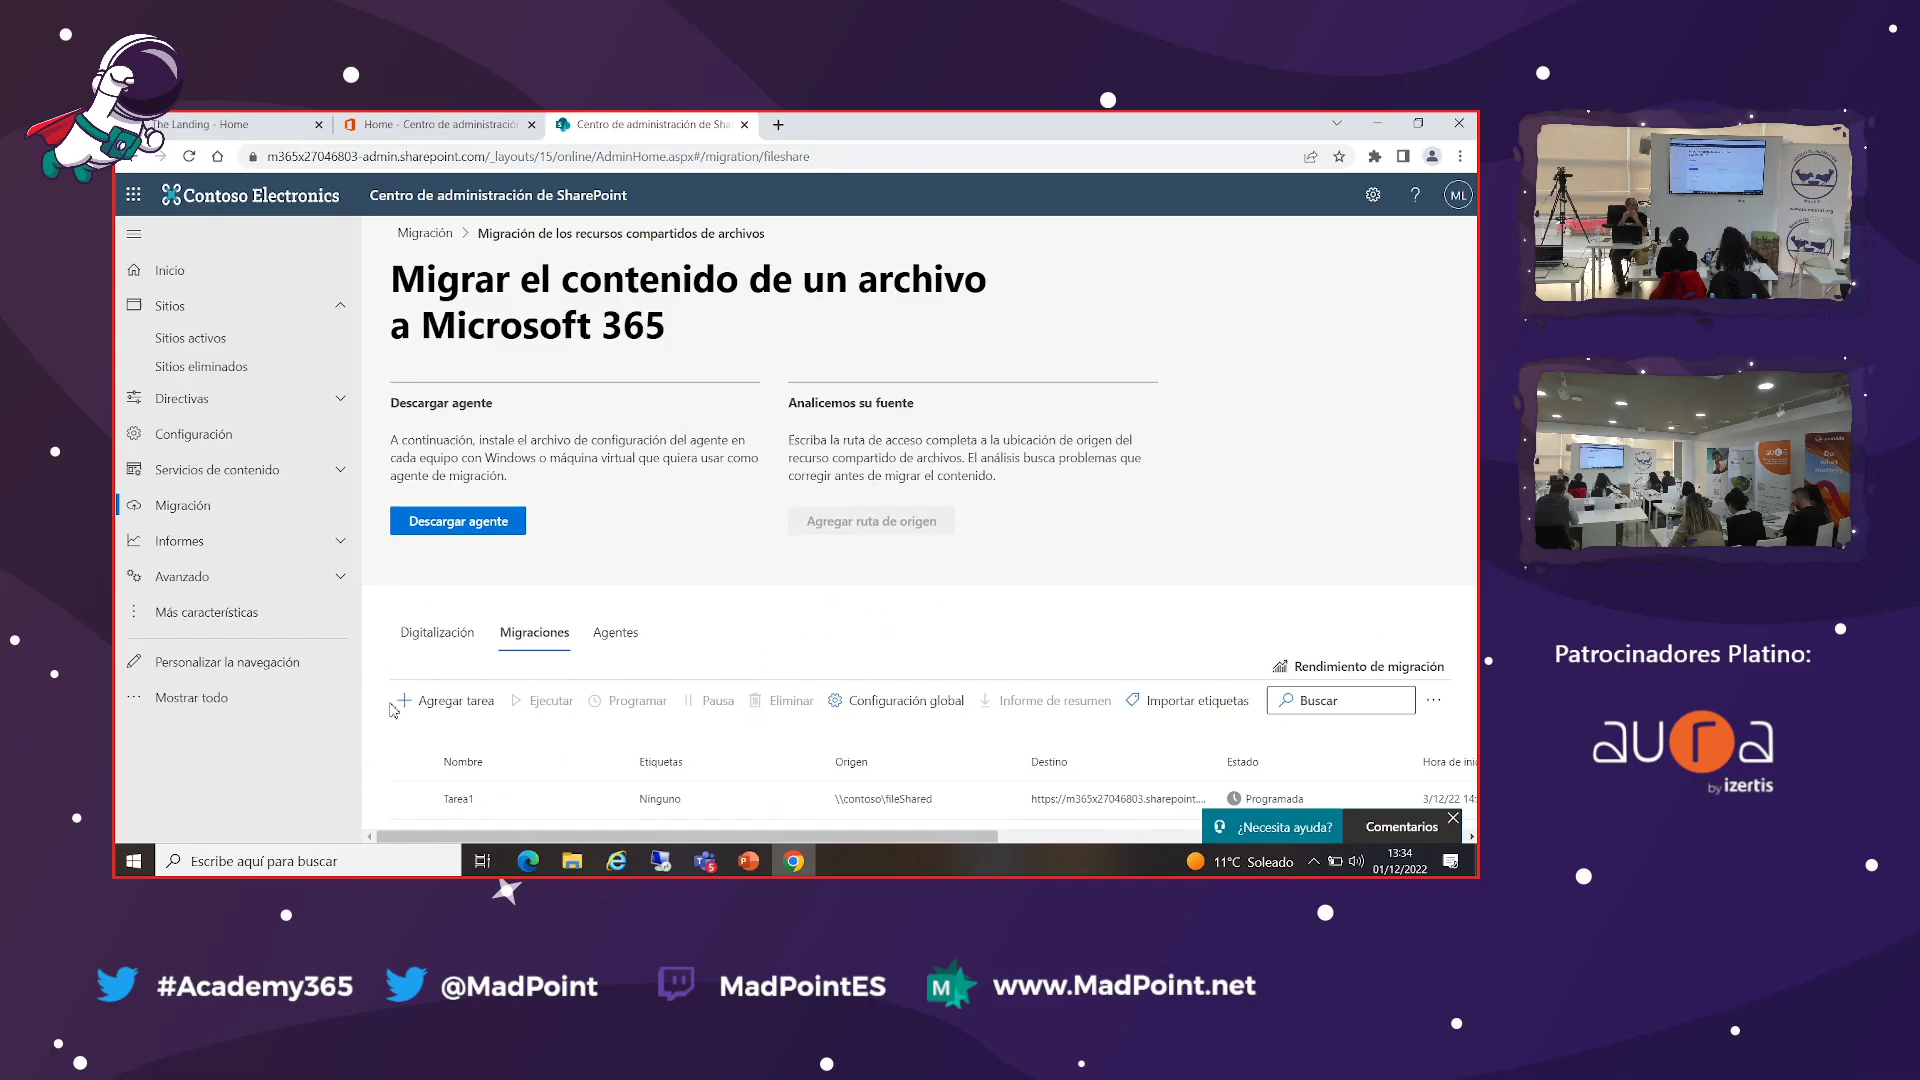 The Landing - Home
Home - Centro de administració
Centro de administración de Sha
m365x27046803-admin.sharepoint.com/_layouts/15/online/AdminHome.aspx#/migration/fileshare
Contoso Electronics
Centro de administración de SharePoint
ML
Migración > Migración de los recursos compartidos de archivos
Migrar el contenido de un archivo
a Microsoft 365
Inicio
Sitios
Sitios activos
Sitios eliminados
Directivas
Configuración
Servicios de contenido
Migración
Informes
Avanzado
Más características
Personalizar la navegación
Mostrar todo
Descargar agente
A continuación, instale el archivo de configuración del agente en
cada equipo con Windows o máquina virtual que quiera usar como
agente de migración.
Descargar agente
Analicemos su fuente
Escriba la ruta de acceso completa a la ubicación de origen del
recurso compartido de archivos. El análisis busca problemas que
corregir antes de migrar el contenido.
Agregar ruta de origen
Digitalización Migraciones Agentes
Rendimiento de migración
Agregar tarea Ejecutar Programar Pausa Eliminar Configuración global Informe de resumen Importar etiquetas Buscar
Nombre Etiquetas Origen Destino Estado Hora de inic
Tarea1 Ninguno \\contoso\fileShared https://m365x27046803.sharepoint.... Programada 3/12/22 14:
¿Necesita ayuda? Comentarios
Escribe aquí para buscar
11°C Soleado
13:34
01/12/2022
Patrocinadores Platino:
aura
by izertis
#Academy365
@MadPoint
MadPointES
M
www.MadPoint.net